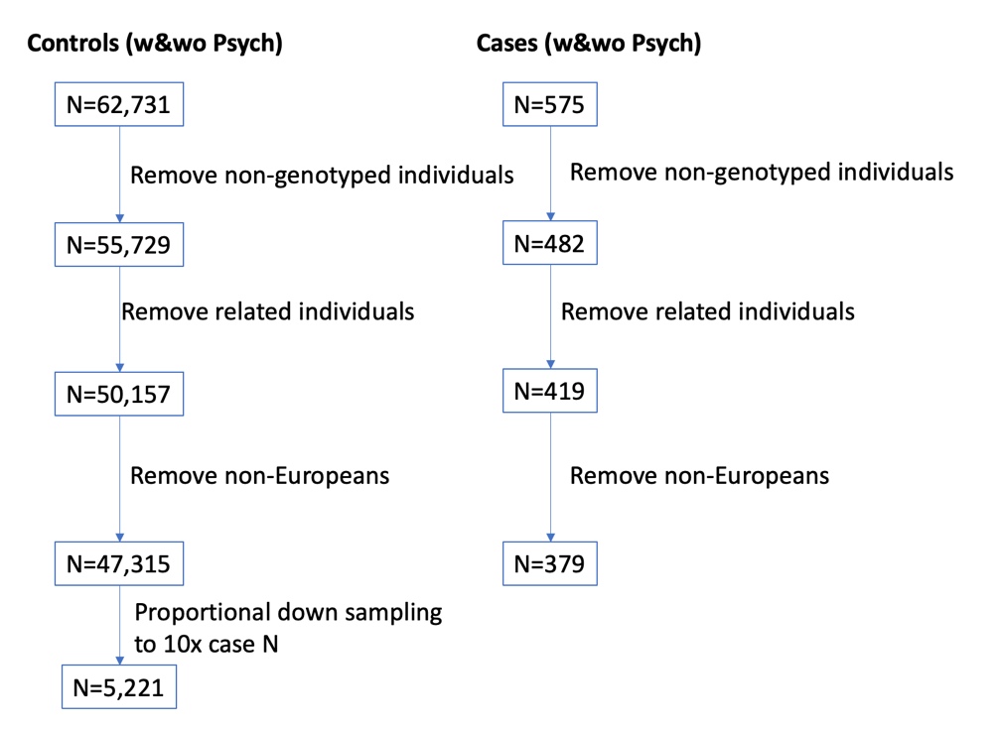 Controls (w&wo Psych)
N=62,731
Remove non-genotyped individuals
N=55,729
Remove related individuals
N=50,157
Remove non-Europeans
N=47,315
Proportional down sampling
to 10x case N
N=5,221
Cases (w&wo Psych)
N=575
Remove non-genotyped individuals
N=482
Remove related individuals
N=419
Remove non-Europeans
N=379